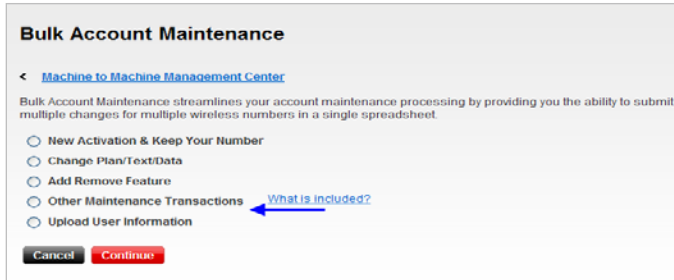 Bulk Account Maintenance
< Machine to Machine Management Center
Bulk Account Maintenance streamlines your account maintenance processing by providing you the ability to submit
multiple changes for multiple wireless numbers in a single spreadsheet.
New Activation & Keep Your Number
Change Plan/Text/Data
Add Remove Feature
Other Maintenance Transactions What is included?
Upload User Information
Cancel Continue